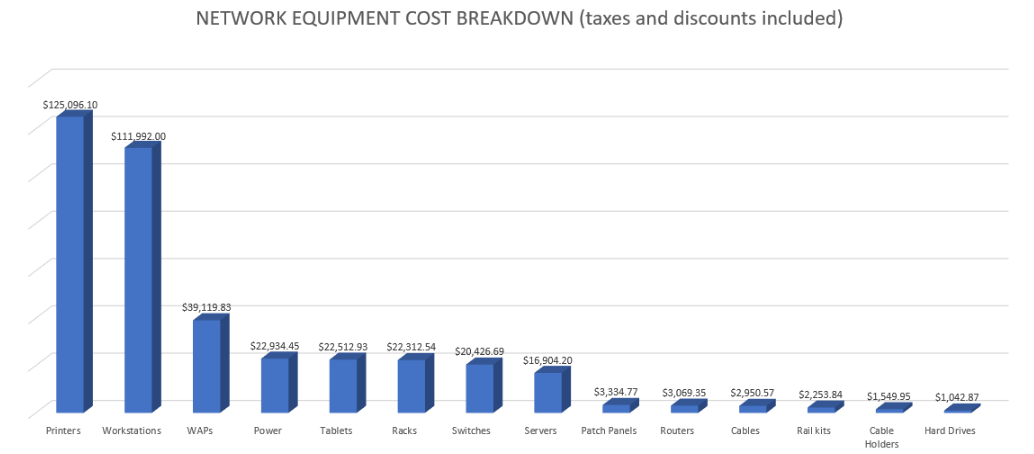 NETWORK EQUIPMENT COST BREAKDOWN (taxes and discounts included)
$125,096.10
$111,992.00
$39,119.83
$22,934.45
$22,512.93
$22,312.54
$20,426.69
$16,904.20
$3,334.77
$3,069.35
$2,950.57
$2,253.84
$1,549.95
$1,042.87
Printers
Workstations
WAPs
Power
Tablets
Racks
Switches
Servers
Patch Panels
Routers
Cables
Rail kits
Cable
Holders
Hard Drives